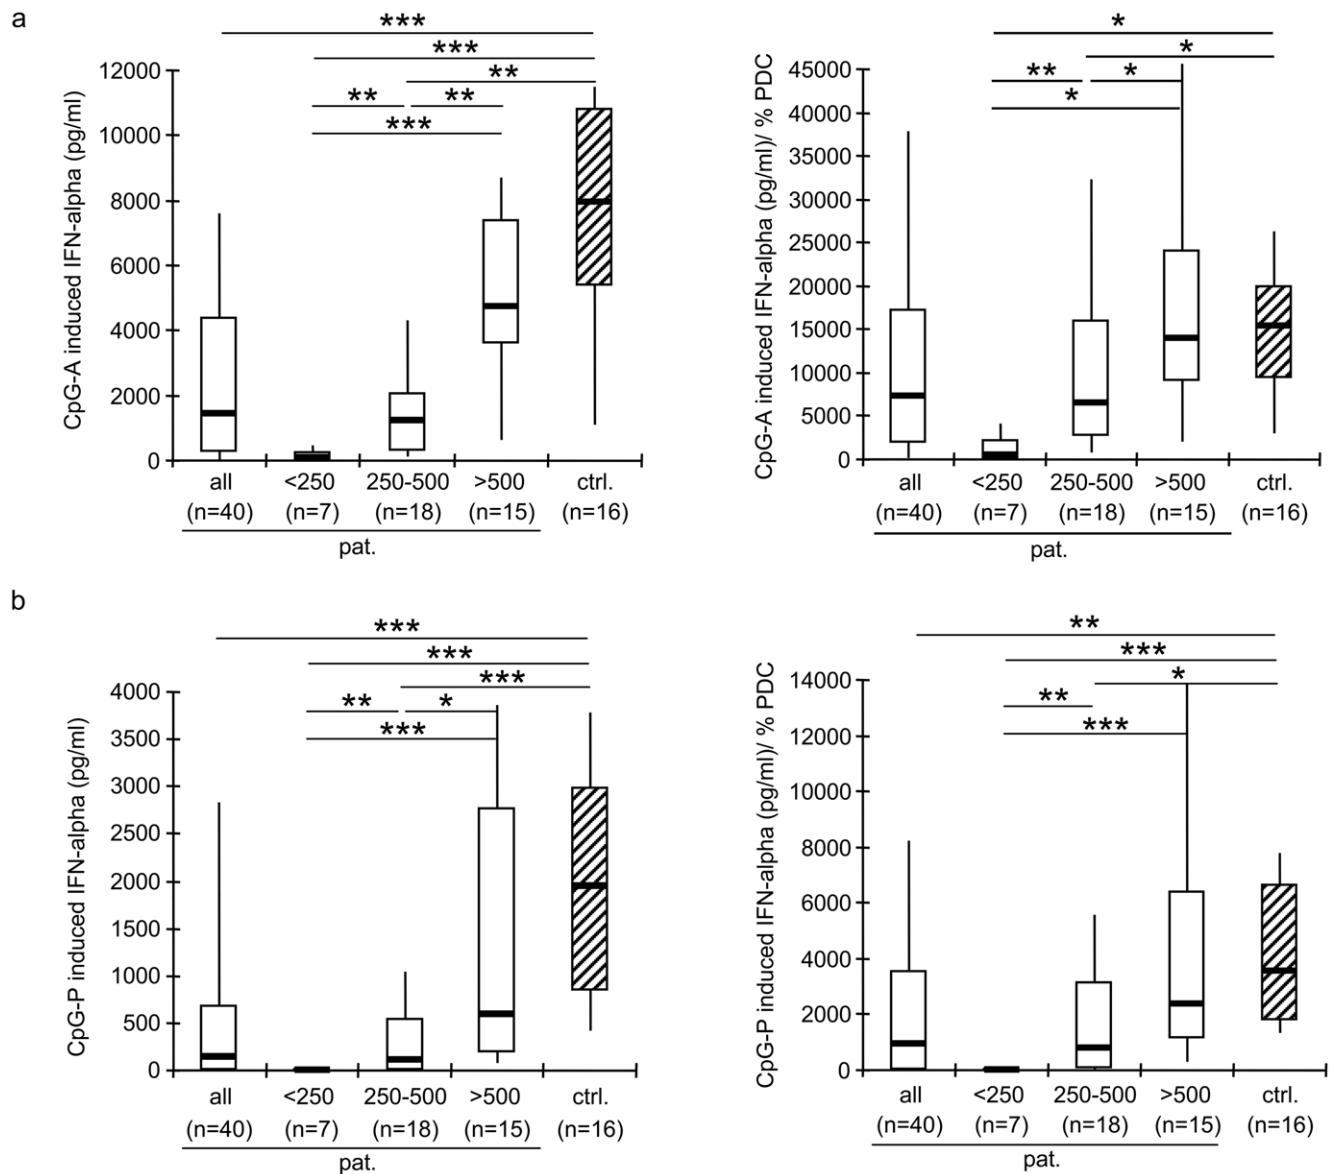 a
***
***
**
** **
***
CpG-A induced IFN-alpha (pg/ml)
12000
10000
8000
6000
4000
2000
0
all <250 250-500 >500 ctrl.
(n=40) (n=7) (n=18) (n=15) (n=16)
pat.
*
*
** *
*
CpG-A induced IFN-alpha (pg/ml)/ % PDC
45000
40000
35000
30000
25000
20000
15000
10000
5000
0
all <250 250-500 >500 ctrl.
(n=40) (n=7) (n=18) (n=15) (n=16)
pat.
b
***
***
***
** *
***
CpG-P induced IFN-alpha (pg/ml)
4000
3500
3000
2500
2000
1500
1000
500
0
all <250 250-500 >500 ctrl.
(n=40) (n=7) (n=18) (n=15) (n=16)
pat.
**
***
*
**
***
CpG-P induced IFN-alpha (pg/ml)/ % PDC
14000
12000
10000
8000
6000
4000
2000
0
all <250 250-500 >500 ctrl.
(n=40) (n=7) (n=18) (n=15) (n=16)
pat.